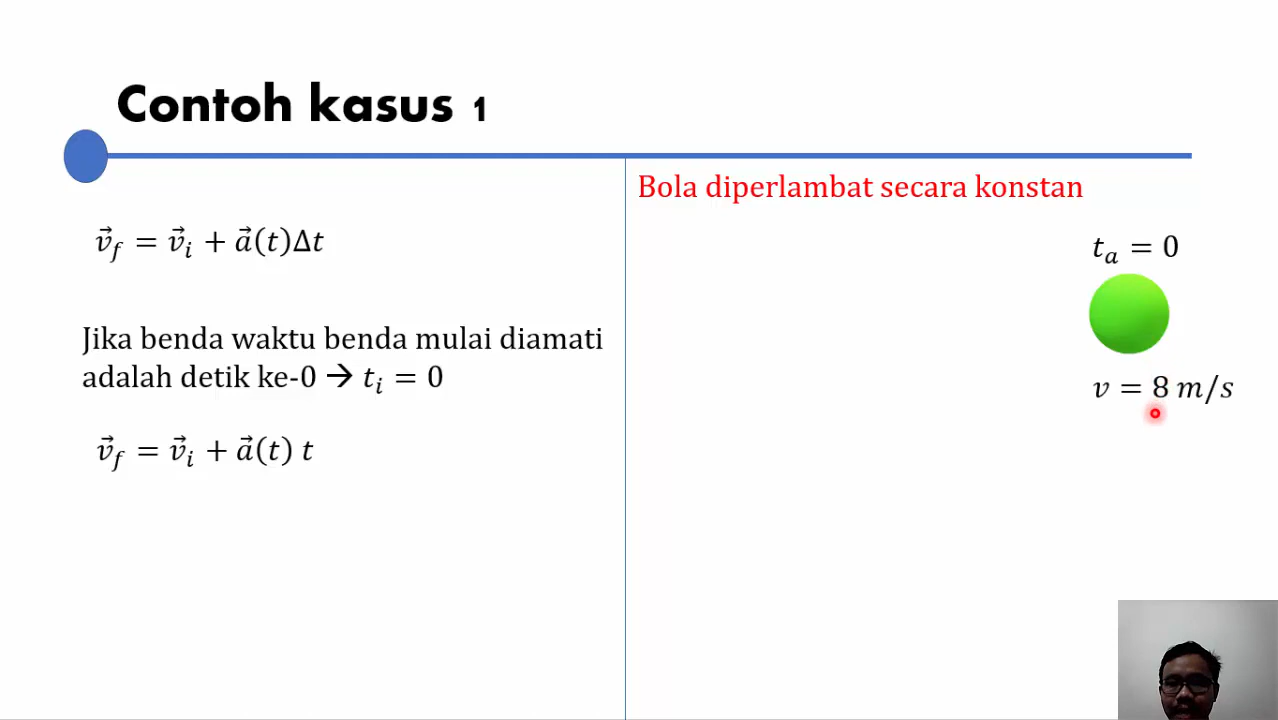 Contoh kasus 1
v⃗_f = v⃗_i + a⃗(t)Δt
Jika benda waktu benda mulai diamati
adalah detik ke-0 → t_i = 0
v⃗_f = v⃗_i + a⃗(t) t
Bola diperlambat secara konstan
t_a = 0
v = 8 m/s